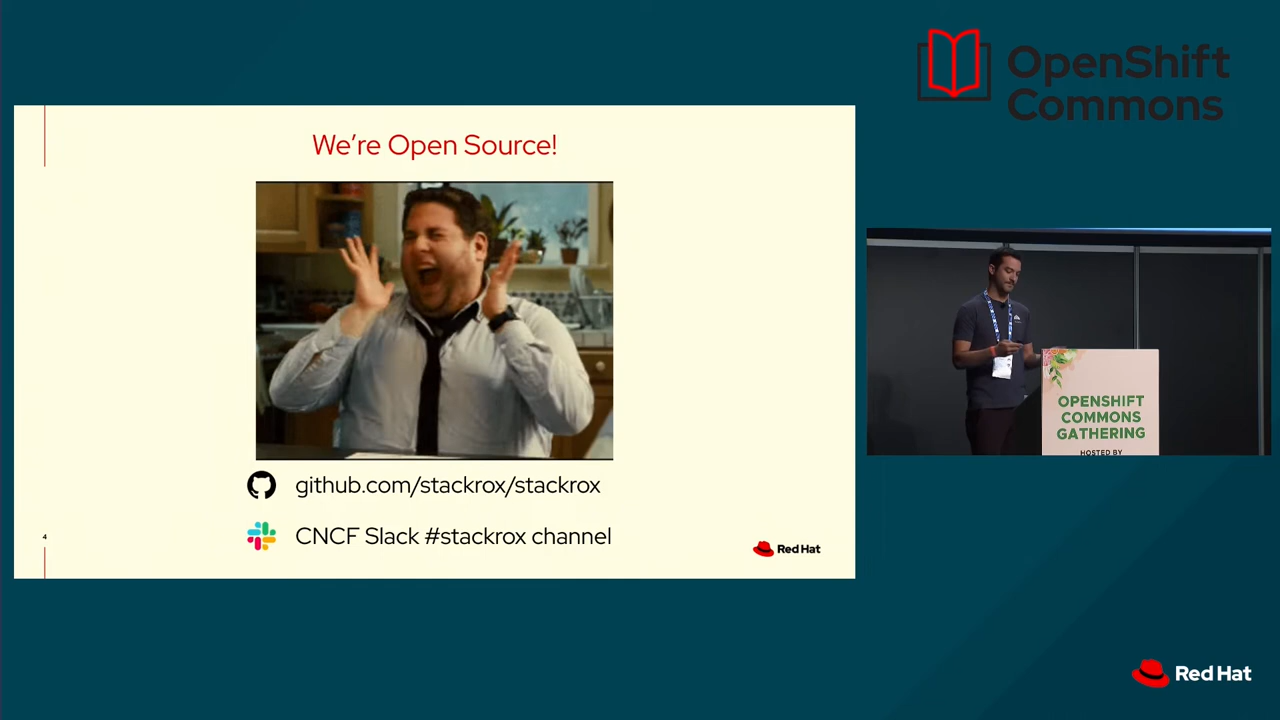 OpenShift
Commons
We're Open Source!
github.com/stackrox/stackrox
CNCF Slack #stackrox channel
4
Red Hat
OPENSHIFT
COMMONS
GATHERING
HOSTED BY
Red Hat